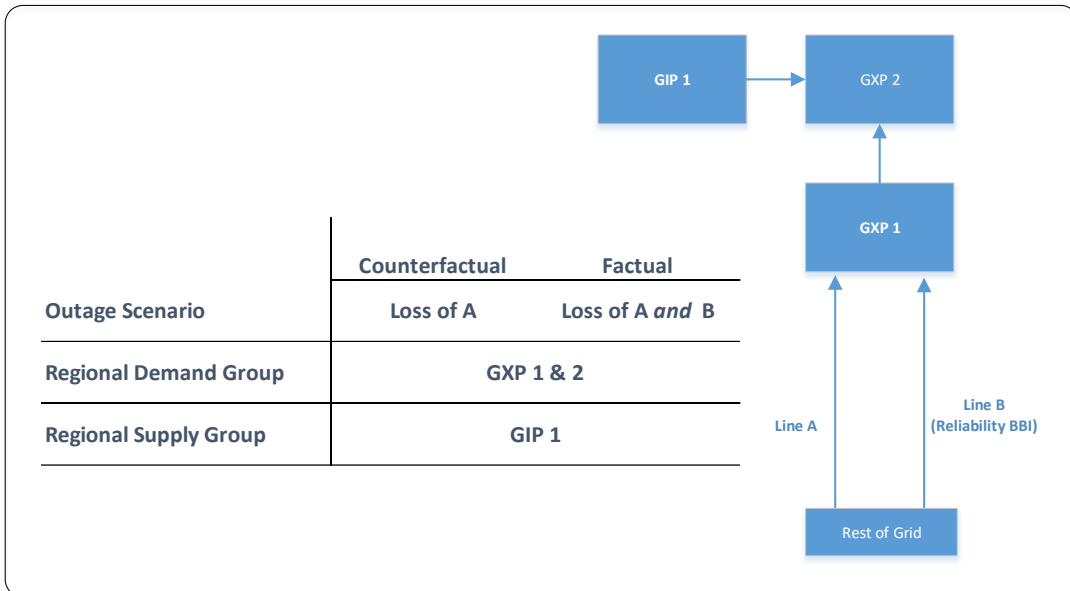 GIP 1
GXP 2
GXP 1
Counterfactual Factual
Outage Scenario Loss of A Loss of A and B
Regional Demand Group GXP 1 & 2
Regional Supply Group GIP 1
Line A
Line B
(Reliability BBI)
Rest of Grid